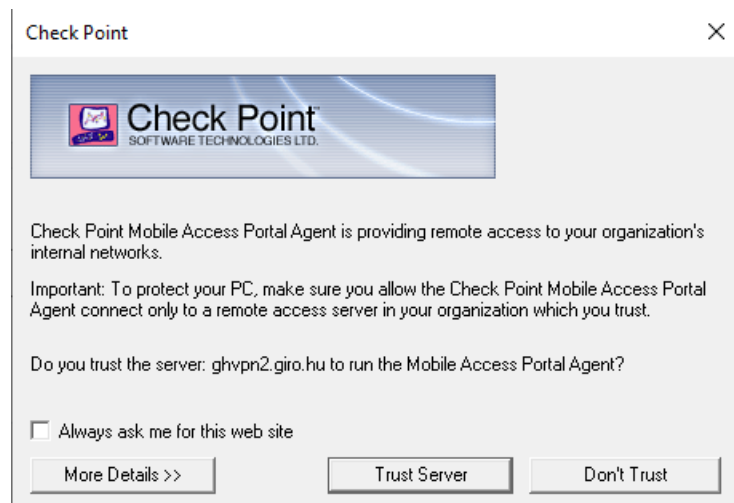 Check Point
Check Point™
SOFTWARE TECHNOLOGIES LTD.
Check Point Mobile Access Portal Agent is providing remote access to your organization's
internal networks.
Important: To protect your PC, make sure you allow the Check Point Mobile Access Portal
Agent connect only to a remote access server in your organization which you trust.
Do you trust the server: ghvpn2.giro.hu to run the Mobile Access Portal Agent?
Always ask me for this web site
More Details >>
Trust Server
Don't Trust